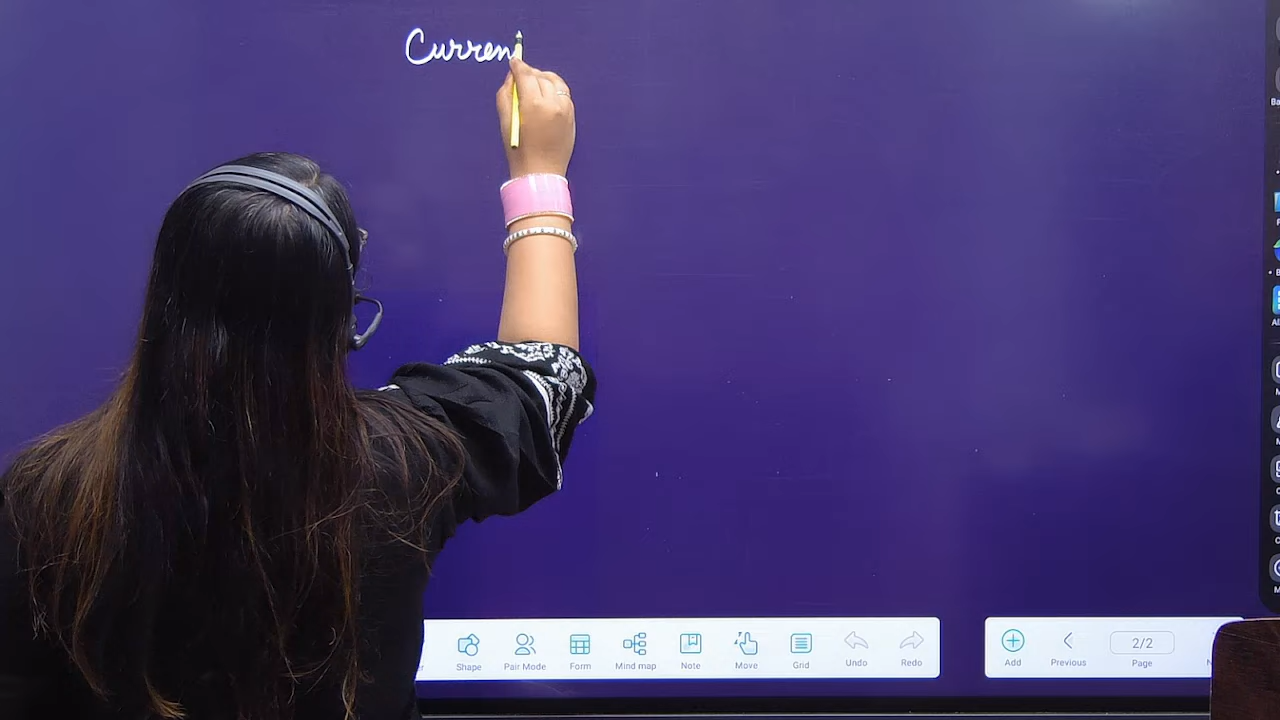 Curren
Shape
Pair Mode
Form
Mind map
Note
Move
Grid
Undo
Redo
Add
Previous
2/2
Page